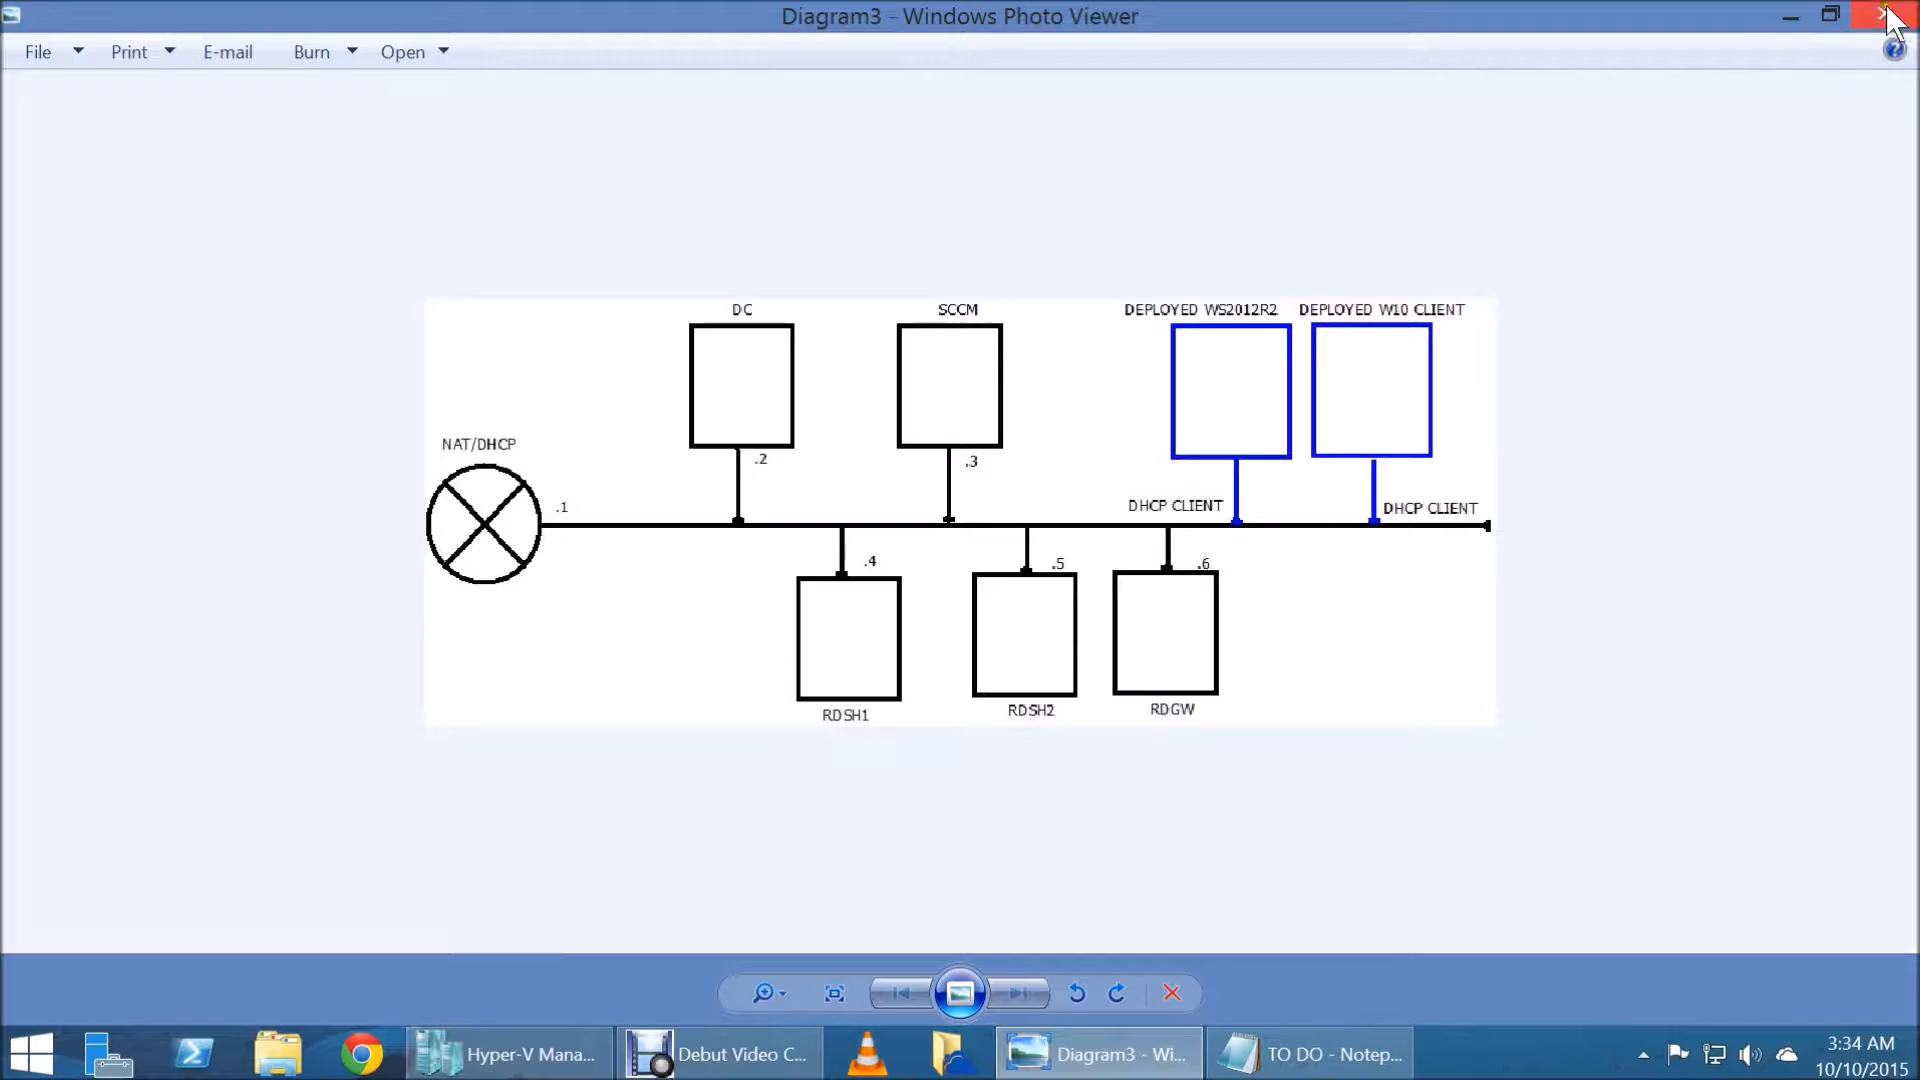 Diagram3 - Windows Photo Viewer
File Print E-mail Burn Open
DC SCCM DEPLOYED WS2012R2 DEPLOYED W10 CLIENT
NAT/DHCP
.2 .3
.1 DHCP CLIENT DHCP CLIENT
.4 .5 .6
RDSH1 RDSH2 RDGW
Hyper-V Mana... Debut Video C... Diagram3 - Wi... TO DO - Notep...
3:34 AM
10/10/2015